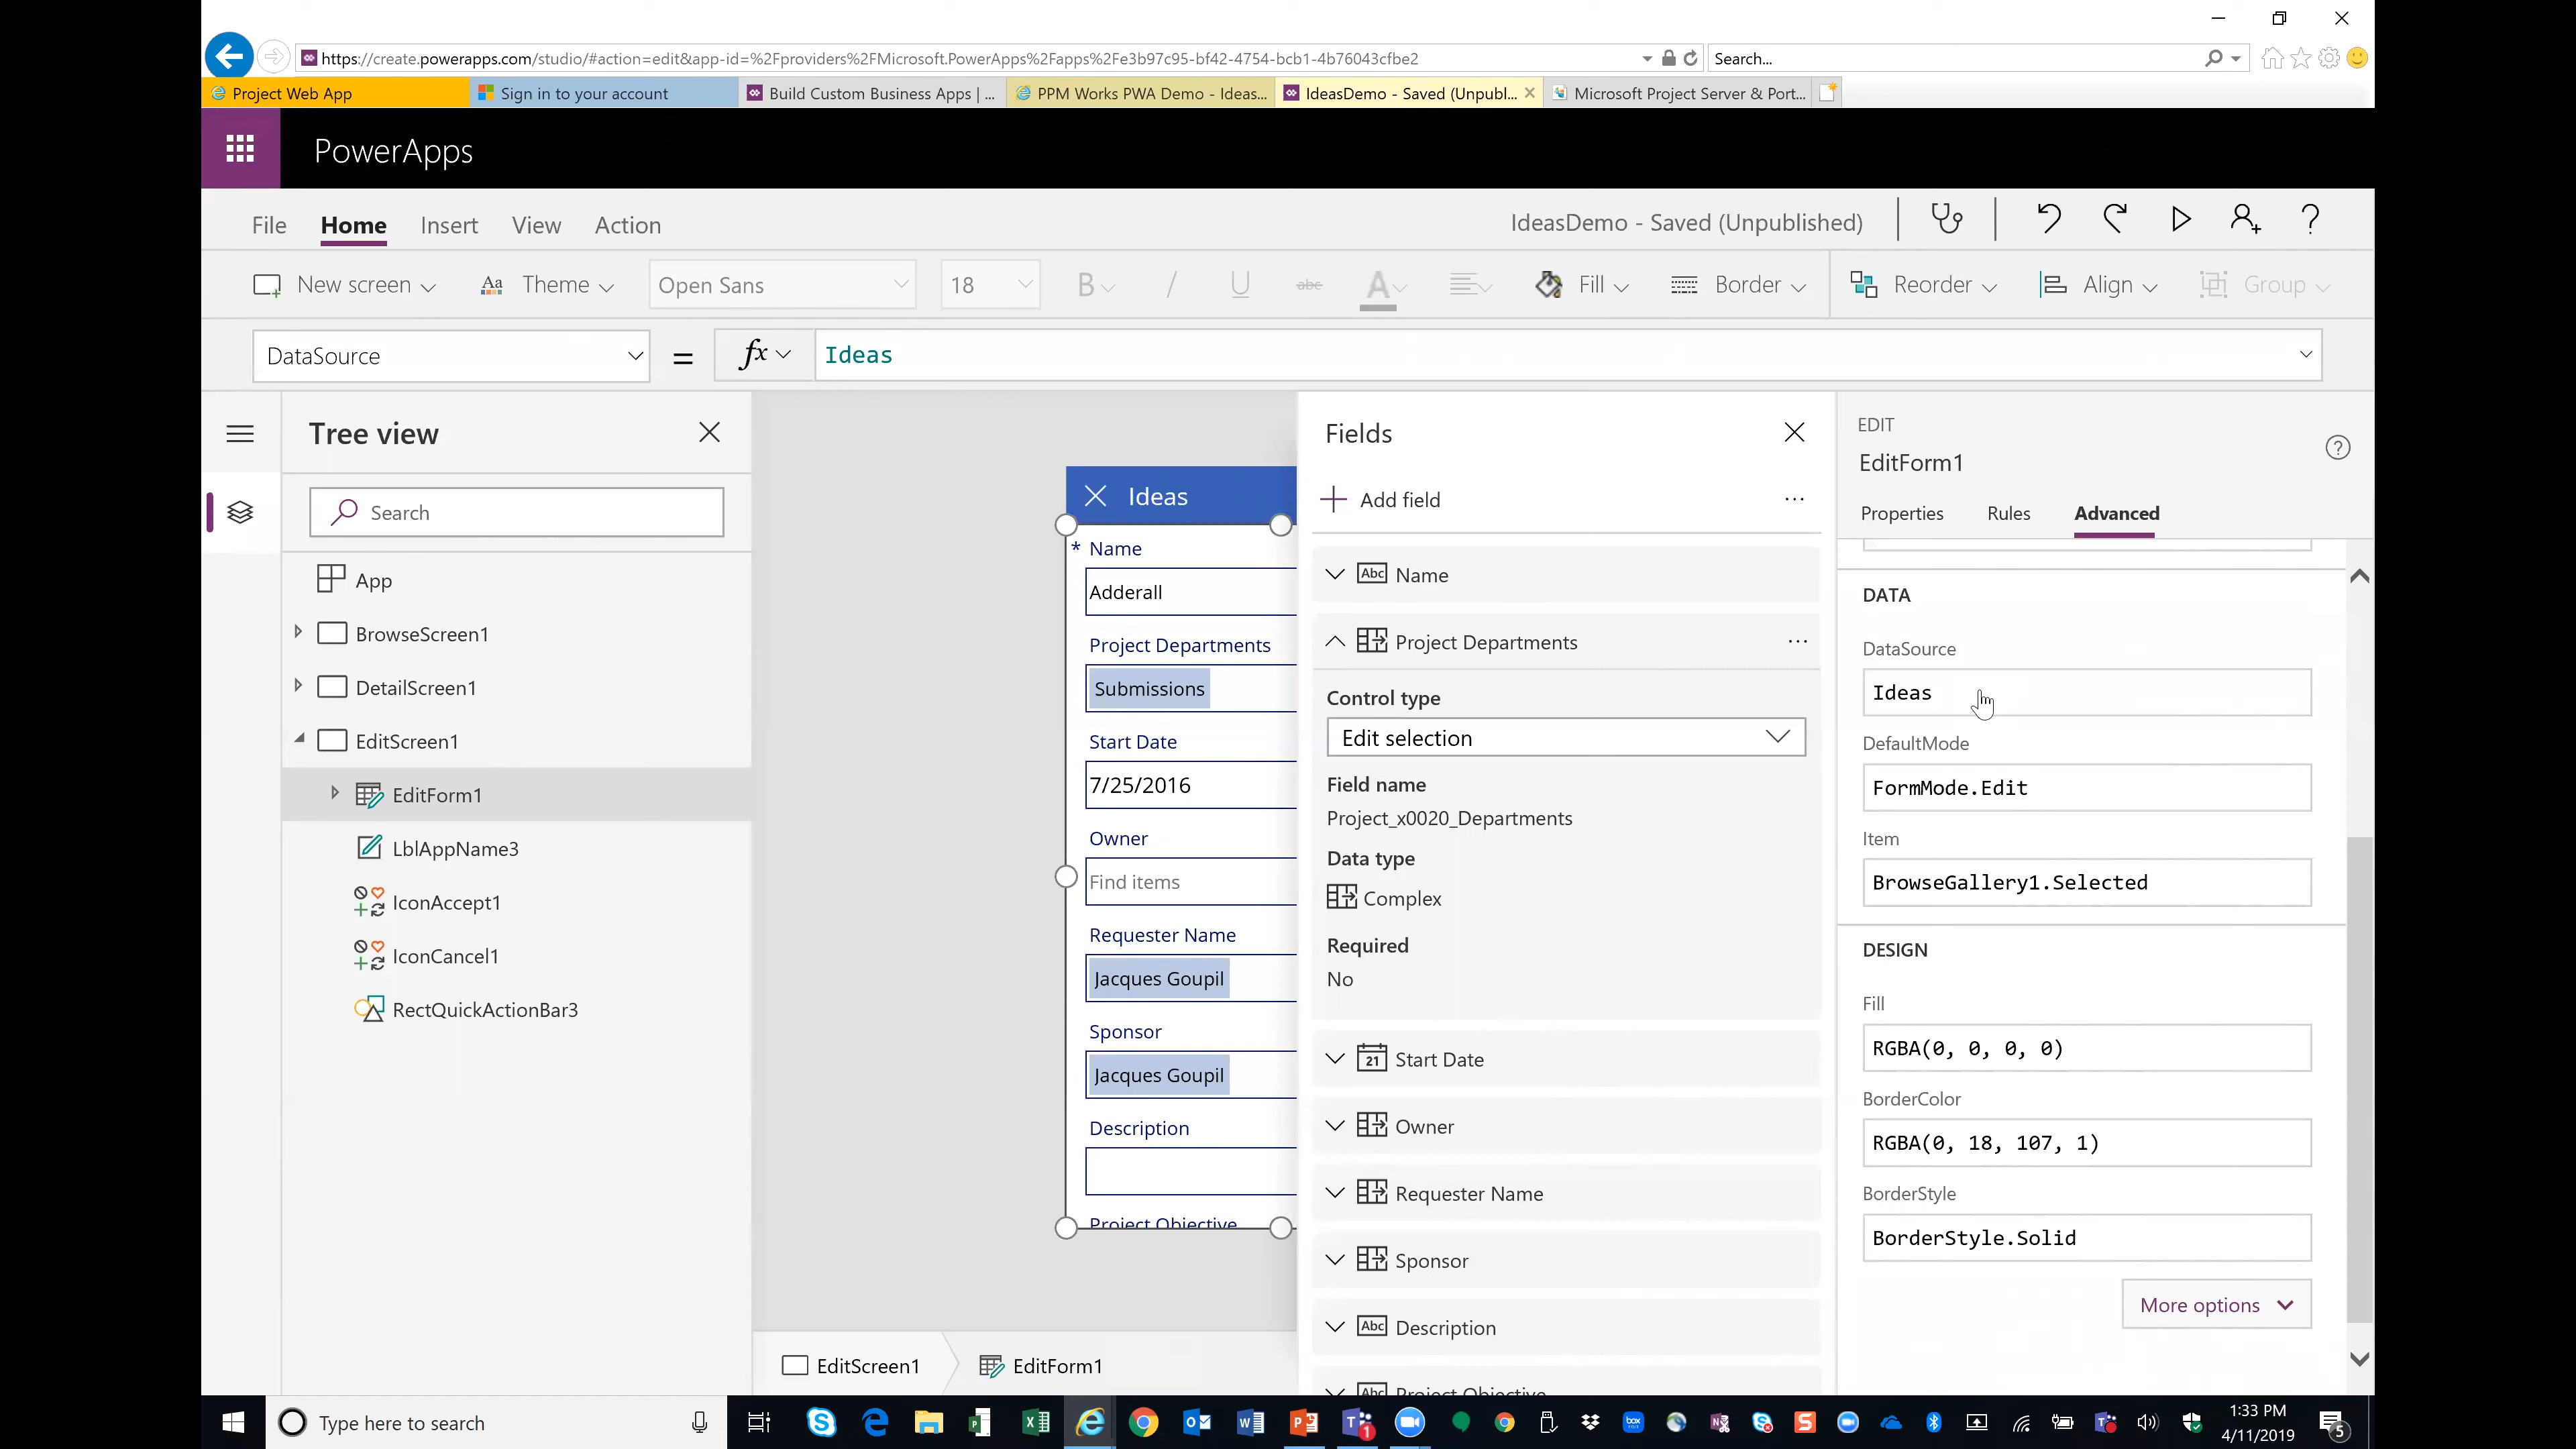 https://create.powerapps.com/studio/#action=edit&app-id=%2Fproviders%2FMicrosoft.PowerApps%2Fapps%2Fe3b97c95-bf42-4754-bcb1-4b76043cfbe2
Search...
Project Web App
Sign in to your account
Build Custom Business Apps | ...
PPM Works PWA Demo - Ideas...
IdeasDemo - Saved (Unpubl...
Microsoft Project Server & Port...
PowerApps
File Home Insert View Action
IdeasDemo - Saved (Unpublished)
New screen
Aa Theme
Open Sans
18
B / U abc A
Fill
Border
Reorder
Align
Group
DataSource
= fx Ideas
Tree view
Search
App
BrowseScreen1
DetailScreen1
EditScreen1
EditForm1
LblAppName3
IconAccept1
IconCancel1
RectQuickActionBar3
Ideas
* Name
Adderall
Project Departments
Submissions
Start Date
7/25/2016
Owner
Find items
Requester Name
Jacques Goupil
Sponsor
Jacques Goupil
Description
Project Objective
EditScreen1
EditForm1
Fields
Add field
...
Abc Name
Project Departments
...
Control type
Edit selection
Field name
Project_x0020_Departments
Data type
Complex
Required
No
21 Start Date
Owner
Requester Name
Sponsor
Abc Description
Abc Project Objective
EDIT
EditForm1
?
Properties Rules Advanced
DATA
DataSource
Ideas
DefaultMode
FormMode.Edit
Item
BrowseGallery1.Selected
DESIGN
Fill
RGBA(0, 0, 0, 0)
BorderColor
RGBA(0, 18, 107, 1)
BorderStyle
BorderStyle.Solid
More options
Type here to search
1:33 PM
4/11/2019
5